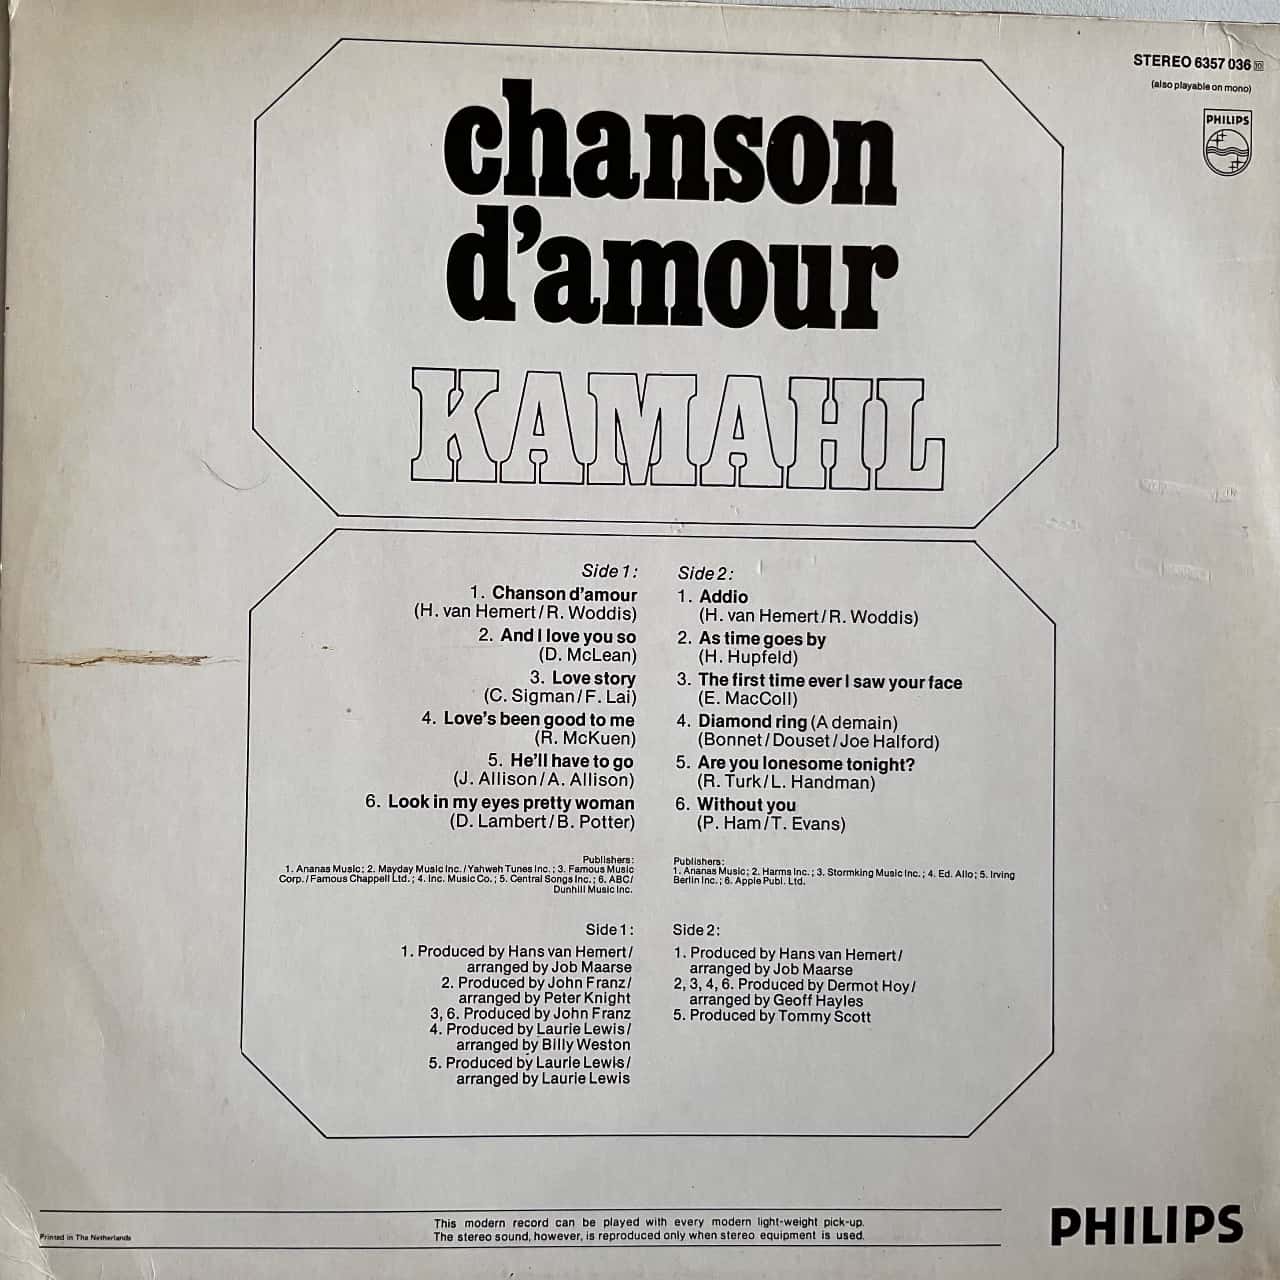 STEREO 6357 036 10
(also playable on mono)
PHILIPS
chanson
d'amour
KAMAHL
Side 1:
1. Chanson d'amour
(H. van Hemert/R. Woddis)
2. And I love you so
(D. McLean)
3. Love story
(C. Sigman/F. Lai)
4. Love's been good to me
(R. McKuen)
5. He'll have to go
(J. Allison/A. Allison)
6. Look in my eyes pretty woman
(D. Lambert/B. Potter)
Publishers:
1. Ananas Music; 2. Mayday Music Inc./Yahweh Tunes Inc.; 3. Famous Music
Corp./Famous Chappell Ltd.; 4. Inc. Music Co.; 5. Central Songs Inc.; 6. ABC/
Dunhill Music Inc.
Side 2:
1. Addio
(H. van Hemert/R. Woddis)
2. As time goes by
(H. Hupfeld)
3. The first time ever I saw your face
(E. MacColl)
4. Diamond ring (A demain)
(Bonnet/Douset/Joe Halford)
5. Are you lonesome tonight?
(R. Turk/L. Handman)
6. Without you
(P. Ham/T. Evans)
Publishers:
1. Ananas Music; 2. Harms Inc.; 3. Stormking Music Inc.; 4. Ed. Allo; 5. Irving
Berlin Inc.; 6. Apple Publ. Ltd.
Side 1:
1. Produced by Hans van Hemert/
arranged by Job Maarse
2. Produced by John Franz/
arranged by Peter Knight
3, 6. Produced by John Franz
4. Produced by Laurie Lewis/
arranged by Billy Weston
5. Produced by Laurie Lewis/
arranged by Laurie Lewis
Side 2:
1. Produced by Hans van Hemert/
arranged by Job Maarse
2, 3, 4, 6. Produced by Dermot Hoy/
arranged by Geoff Hayles
5. Produced by Tommy Scott
Printed in The Netherlands
This modern record can be played with every modern light-weight pick-up.
The stereo sound, however, is reproduced only when stereo equipment is used.
PHILIPS